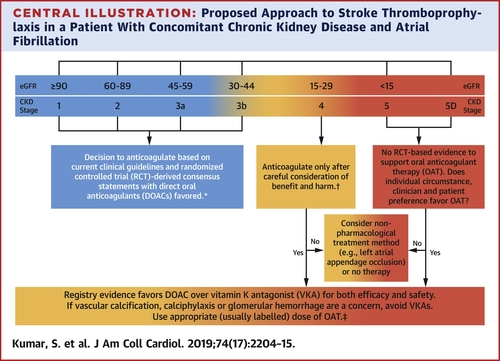 CENTRAL ILLUSTRATION: Proposed Approach to Stroke Thromboprophy-
laxis in a Patient With Concomitant Chronic Kidney Disease and Atrial
Fibrillation
eGFR ≥90 60-89 45-59 30-44 15-29 <15 eGFR
CKD Stage 1 2 3a 3b 4 5 5D CKD Stage
Decision to anticoagulate based on
current clinical guidelines and randomized
controlled trial (RCT)-derived consensus
statements with direct oral
anticoagulants (DOACs) favored.*
Anticoagulate only after
careful consideration of
benefit and harm.†
No RCT-based evidence to
support oral anticoagulant
therapy (OAT). Does
individual circumstance,
clinician and patient
preference favor OAT?
Yes
No
Consider non-
pharmacological
treatment method
(e.g., left atrial
appendage occlusion)
or no therapy
No
Yes
Registry evidence favors DOAC over vitamin K antagonist (VKA) for both efficacy and safety.
If vascular calcification, calciphylaxis or glomerular hemorrhage are a concern, avoid VKAs.
Use appropriate (usually labelled) dose of OAT.‡
Kumar, S. et al. J Am Coll Cardiol. 2019;74(17):2204-15.